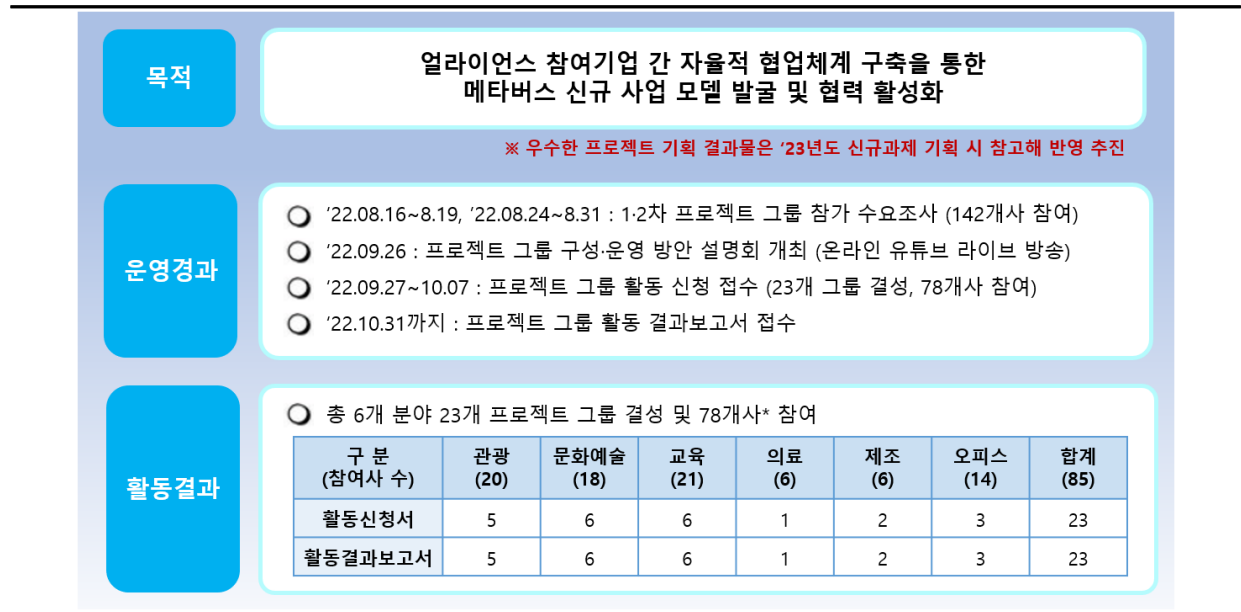 목적
얼라이언스 참여기업 간 자율적 협업체계 구축을 통한
메타버스 신규 사업 모델 발굴 및 협력 활성화
※ 우수한 프로젝트 기획 결과물은 ‘23년도 신규과제 기획 시 참고해 반영 추진
운영경과
‘22.08.16~8.19, ’22.08.24~8.31 : 1·2차 프로젝트 그룹 참가 수요조사 (142개사 참여)
‘22.09.26 : 프로젝트 그룹 구성·운영 방안 설명회 개최 (온라인 유튜브 라이브 방송)
‘22.09.27~10.07 : 프로젝트 그룹 활동 신청 접수 (23개 그룹 결성, 78개사 참여)
‘22.10.31까지 : 프로젝트 그룹 활동 결과보고서 접수
활동결과
총 6개 분야 23개 프로젝트 그룹 결성 및 78개사* 참여
구 분 관광 문화예술 교육 의료 제조 오피스 합계
(참여사 수) (20) (18) (21) (6) (6) (14) (85)
활동신청서 5 6 6 1 2 3 23
활동결과보고서 5 6 6 1 2 3 23